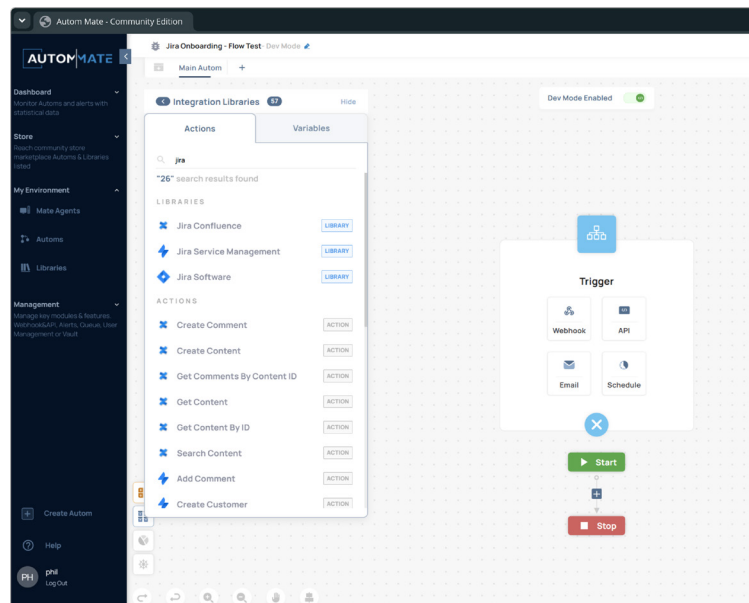 Autom Mate - Community Edition
AUTOMMATE
Jira Onboarding - Flow Test - Dev Mode
Main Autom +
Dashboard
Monitor Automs and alerts with
statistical data
Store
Reach community store
marketplace Automs & Libraries
listed
My Environment
Mate Agents
Automs
Libraries
Management
Manage key modules & features.
Webhook&API, Alerts, Queue, User
Management or Vault
Create Autom
Help
PH
phil
Log Out
Integration Libraries 57 Hide
Actions Variables
jira
"26" search results found
LIBRARIES
Jira Confluence LIBRARY
Jira Service Management LIBRARY
Jira Software LIBRARY
ACTIONS
Create Comment ACTION
Create Content ACTION
Get Comments By Content ID ACTION
Get Content ACTION
Get Content By ID ACTION
Search Content ACTION
Add Comment ACTION
Create Customer ACTION
Dev Mode Enabled
Trigger
Webhook API
Email Schedule
Start
Stop